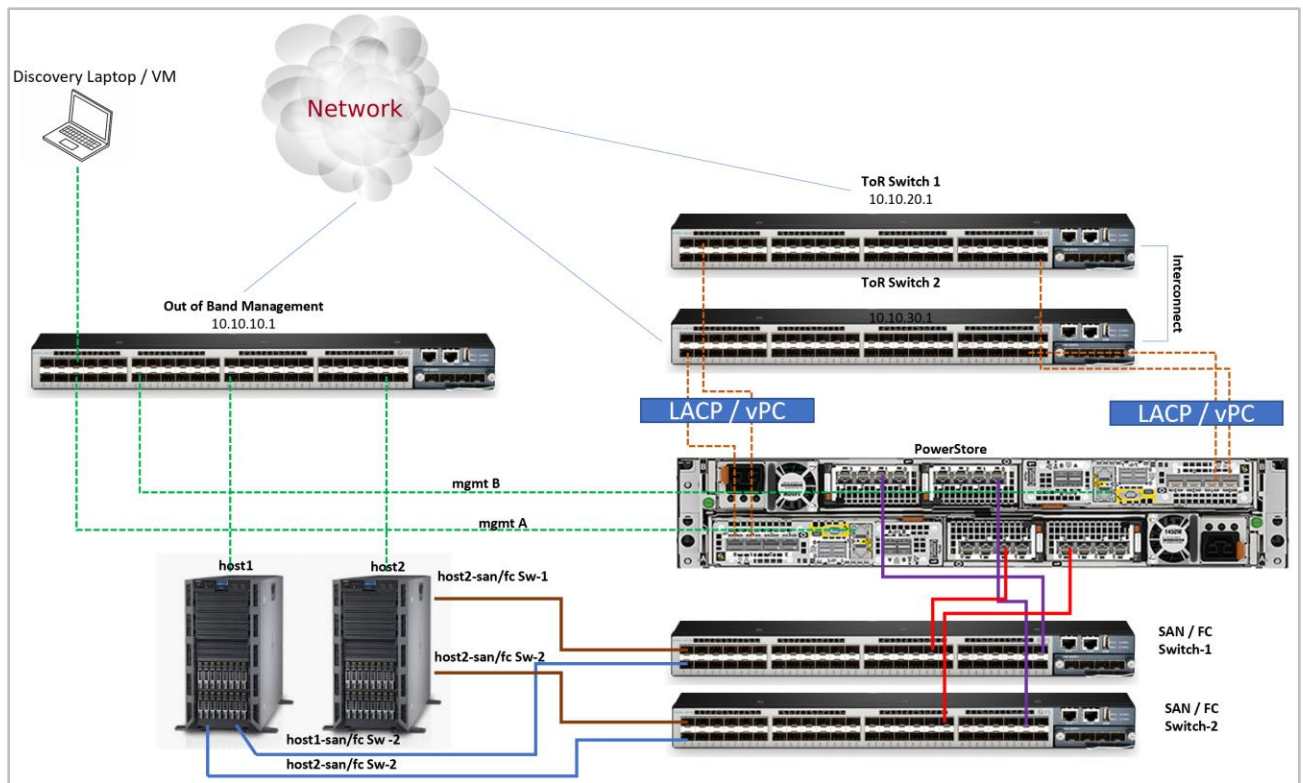 Discovery Laptop / VM
Network
ToR Switch 1
10.10.20.1
ToR Switch 2
10.10.30.1
Interconnect
Out of Band Management
10.10.10.1
LACP / vPC
LACP / vPC
PowerStore
mgmt B
mgmt A
host1
host2
host2-san/fc Sw-1
host2-san/fc Sw-2
host1-san/fc Sw -2
host2-san/fc Sw-2
SAN / FC
Switch-1
SAN / FC
Switch-2